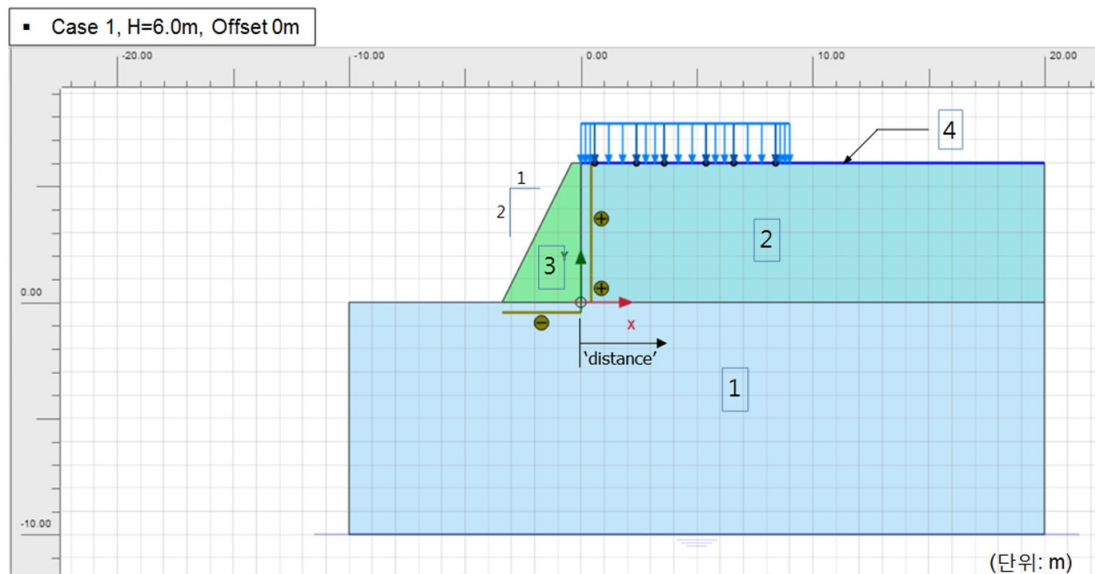 ▪ Case 1, H=6.0m, Offset 0m
-20.00
-10.00
0.00
10.00
20.00
4
1
2
2
3
Y
0.00
X
'distance'
1
-10.00
(단위: m)